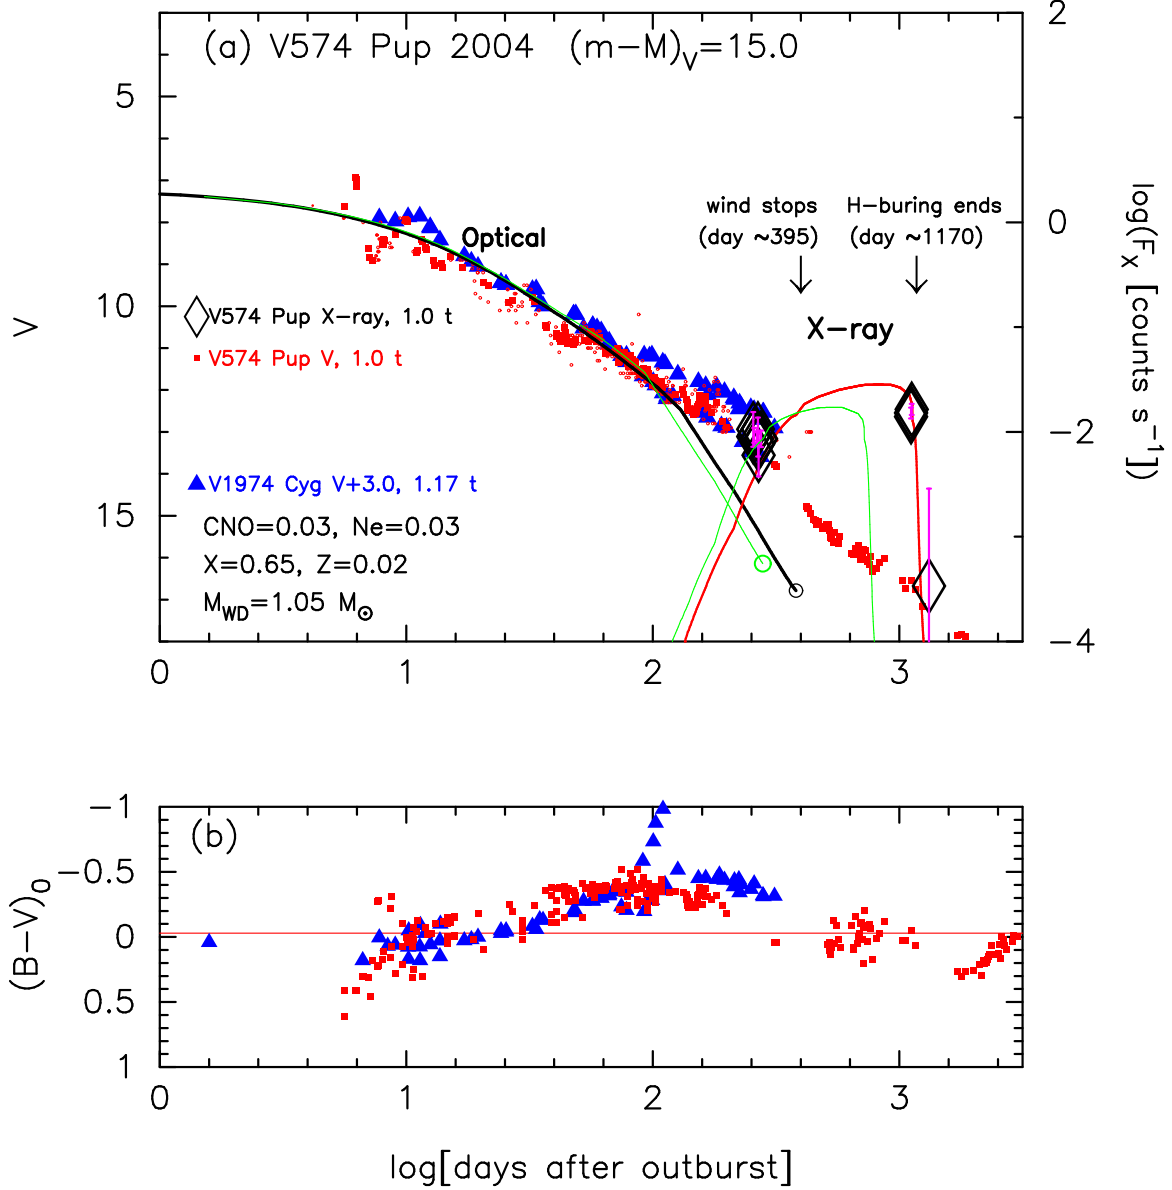 (a) V574 Pup 2004 (m−M)V=15.0
V
5
10
15
log(FX [counts s−1])
2
0
−2
−4
wind stops
(day ~395)
H−buring ends
(day ~1170)
Optical
X−ray
V574 Pup X−ray, 1.0 t
V574 Pup V, 1.0 t
V1974 Cyg V+3.0, 1.17 t
CNO=0.03, Ne=0.03
X=0.65, Z=0.02
MWD=1.05 M⊙
0 1 2 3
(b)
(B−V)0
−1
−0.5
0
0.5
1
0 1 2 3
log[days after outburst]